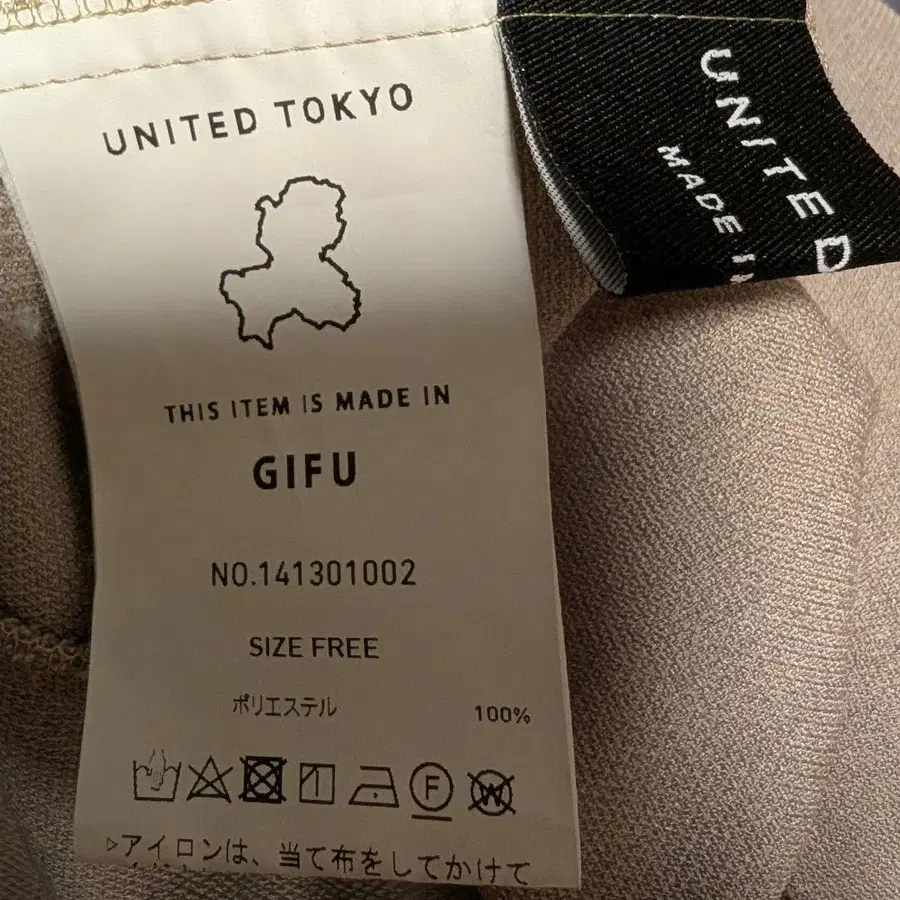 UNITED TOKYO
THIS ITEM IS MADE IN
GIFU
NO.141301002
SIZE FREE
ポリエステル 100%
F
W
▷アイロンは、当て布をしてかけて
UNITED
MADE